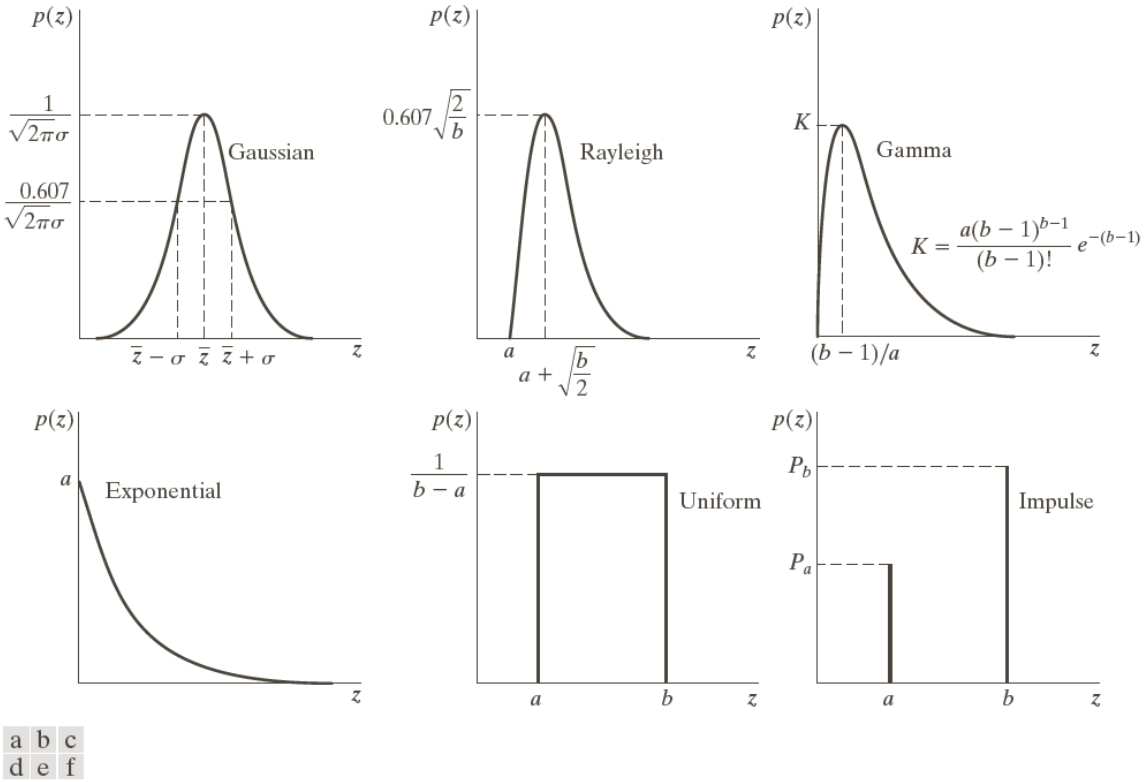 p(z)
1/√2πσ
Gaussian
0.607/√2πσ
z̅ − σ z̅ z̅ + σ z
p(z)
0.607√2/b
Rayleigh
a z
a + √b/2
p(z)
K
Gamma
K = a(b − 1)^{b−1}/(b − 1)! e^{−(b−1)}
(b − 1)/a z
p(z)
a
Exponential
z
p(z)
1/b − a
Uniform
a b z
p(z)
P_b
Impulse
P_a
a b z
a b c
d e f